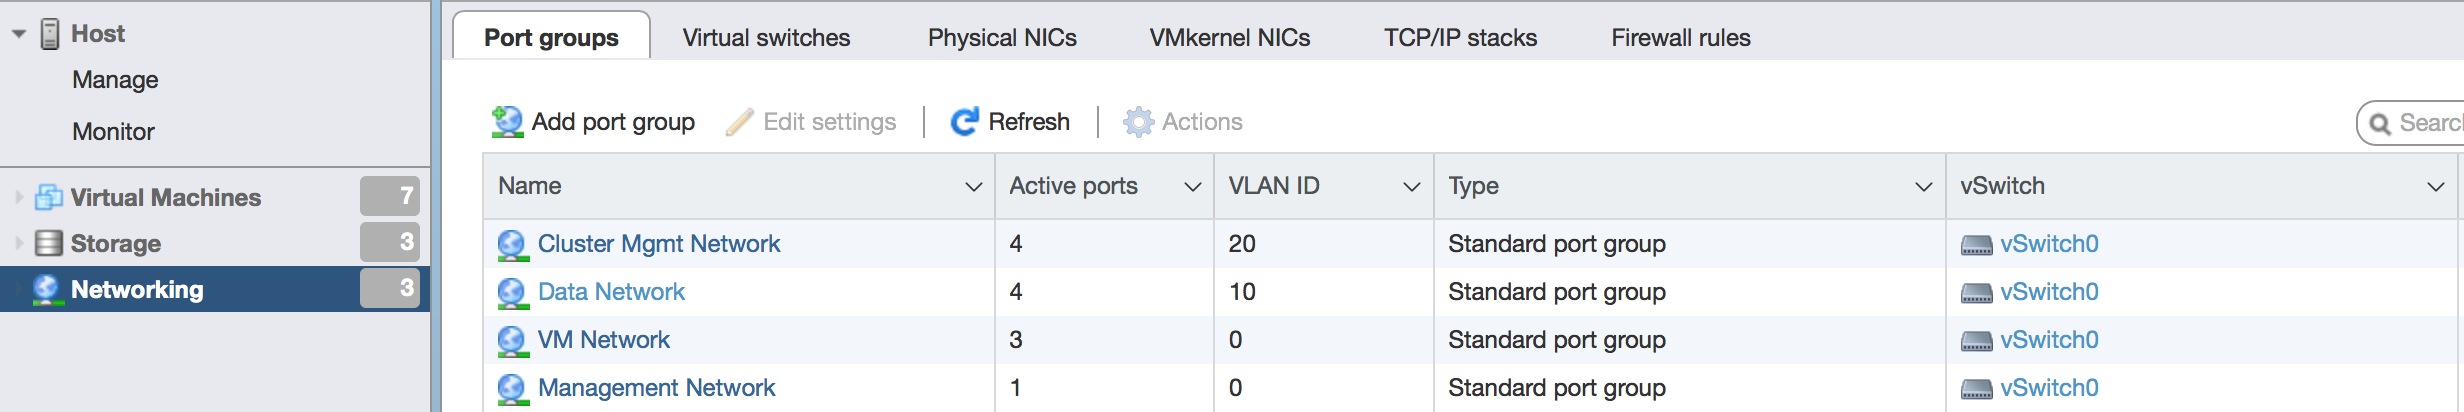 Host
Manage
Monitor
Virtual Machines 7
Storage 3
Networking 3
Port groups Virtual switches Physical NICs VMkernel NICs TCP/IP stacks Firewall rules
Add port group Edit settings Refresh Actions Searc
Name Active ports VLAN ID Type vSwitch
Cluster Mgmt Network 4 20 Standard port group vSwitch0
Data Network 4 10 Standard port group vSwitch0
VM Network 3 0 Standard port group vSwitch0
Management Network 1 0 Standard port group vSwitch0